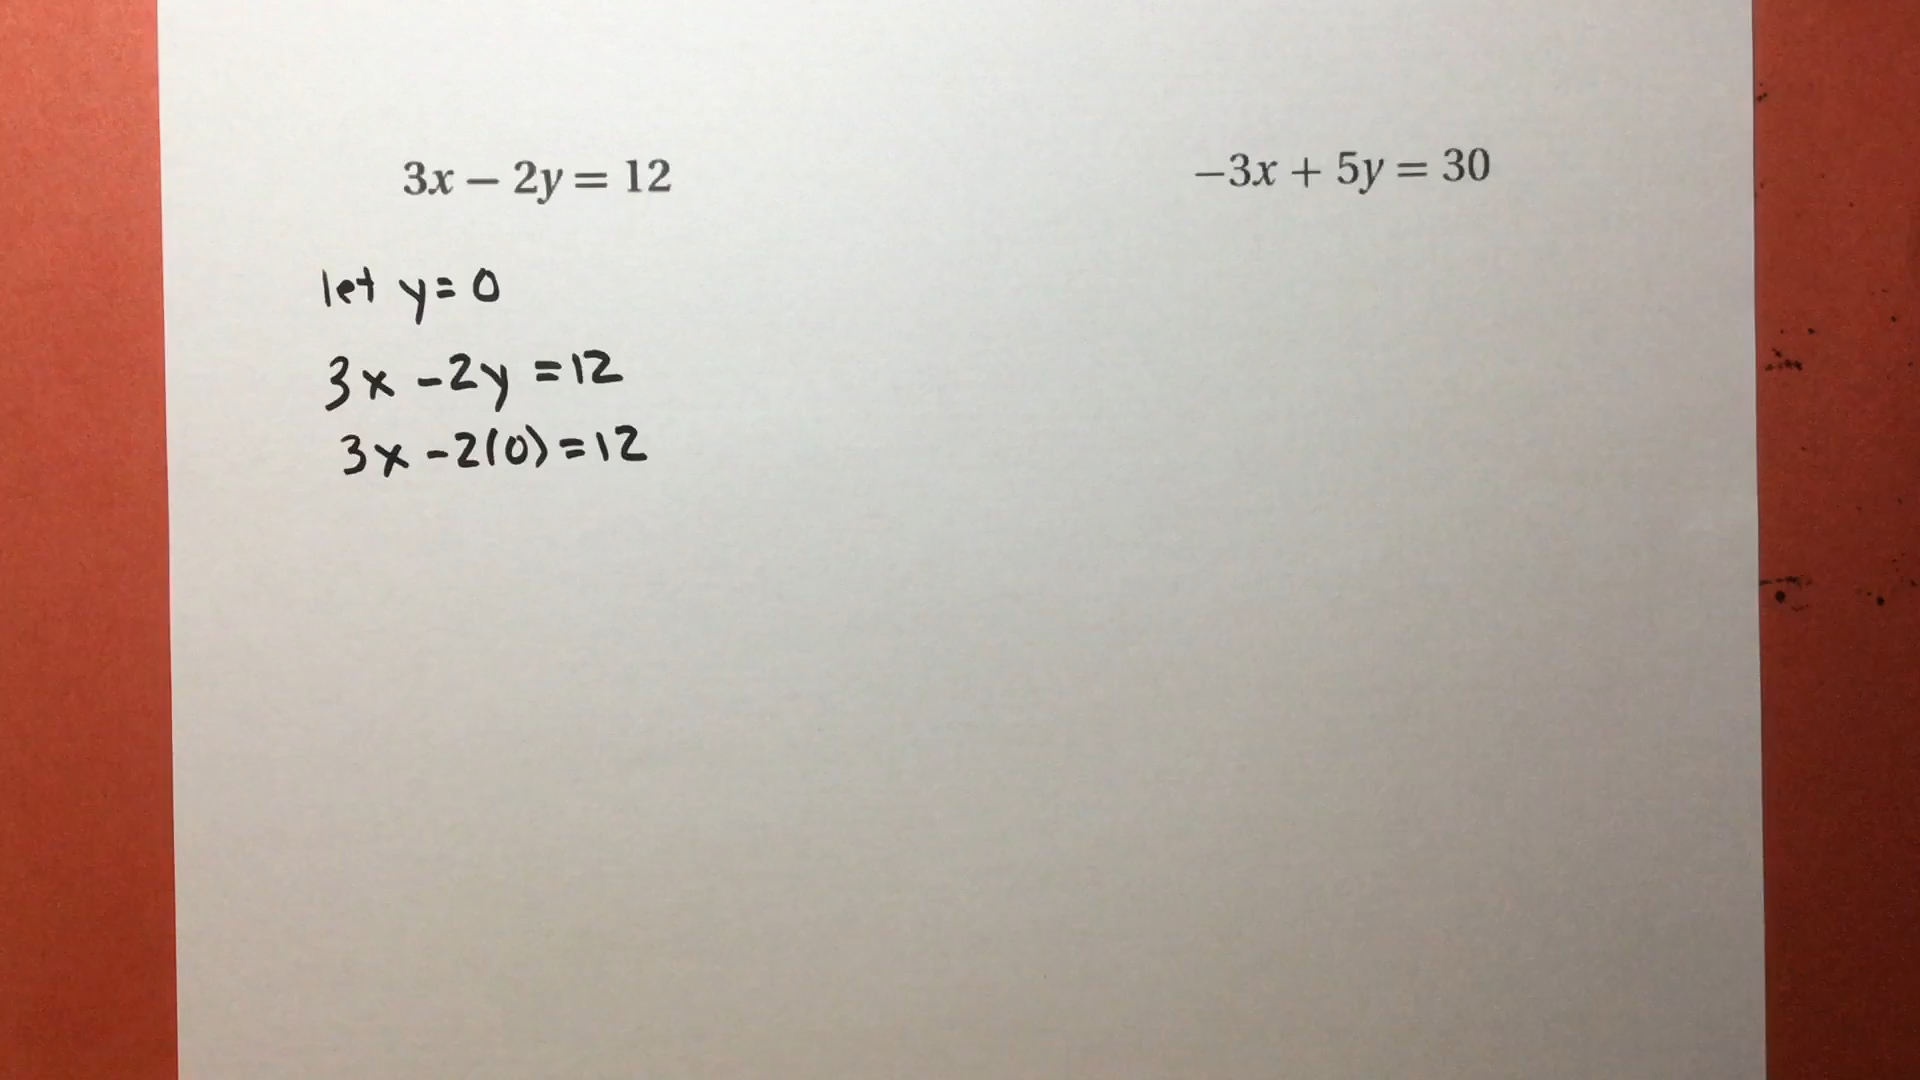 3x − 2y = 12
−3x + 5y = 30
let y = 0
3x - 2y = 12
3x - 2(0) = 12